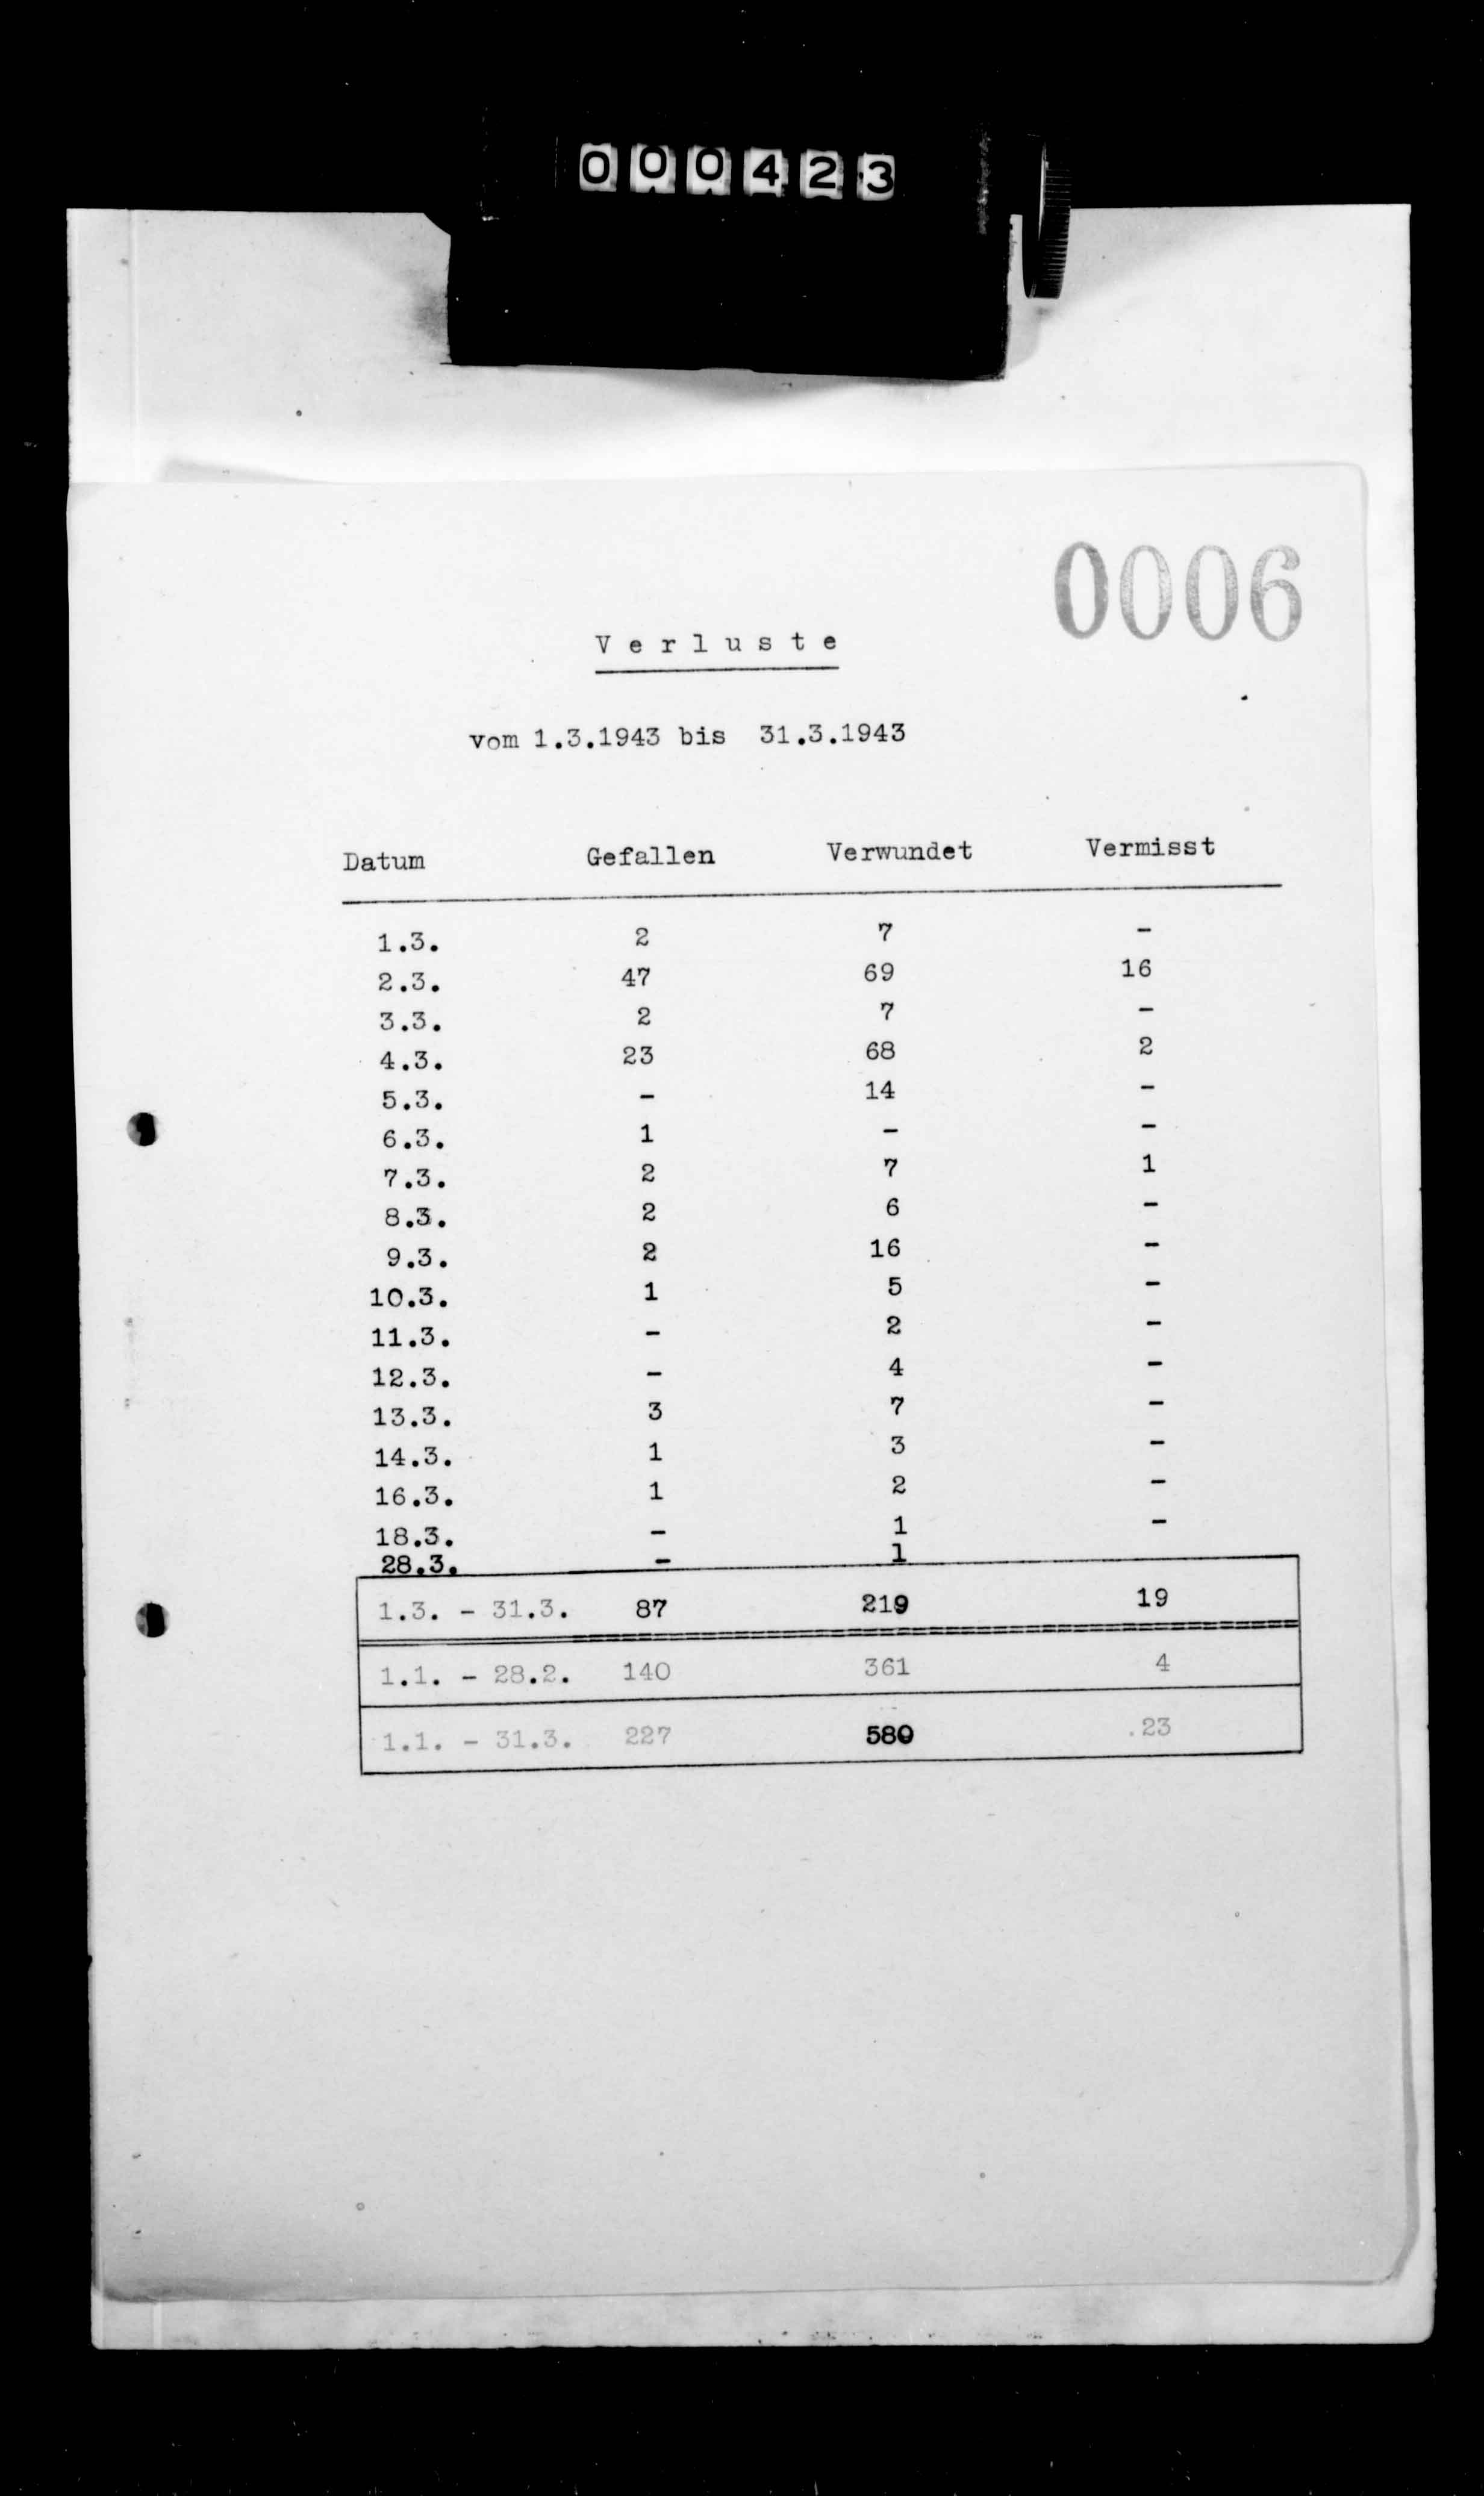 000423
0006
Verluste
vom 1.3.1943 bis 31.3.1943
Datum Gefallen Verwundet Vermisst
1.3. 2 7 -
2.3. 47 69 16
3.3. 2 7 -
4.3. 23 68 2
5.3. - 14 -
6.3. 1 - -
7.3. 2 7 1
8.3. 2 6 -
9.3. 2 16 -
10.3. 1 5 -
11.3. - 2 -
12.3. - 4 -
13.3. 3 7 -
14.3. 1 3 -
16.3. 1 2 -
18.3. - 1 -
28.3. - 1
1.3. - 31.3. 87 219 19
1.1. - 28.2. 140 361 4
1.1. - 31.3. 227 580 23